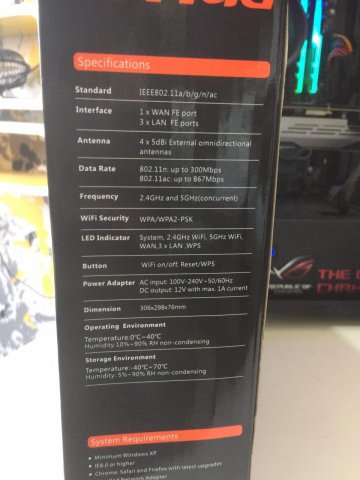 Specifications
Standard IEEE802.11a/b/g/n/ac
Interface 1 x WAN FE port
3 x LAN FE ports
Antenna 4 x 5dBi External omnidirectional
antennas
Data Rate 802.11n: up to 300Mbps
802.11ac: up to 867Mbps
Frequency 2.4GHz and 5GHz(concurrent)
WiFi Security WPA/WPA2-PSK
LED Indicator System, 2.4GHz WiFi, 5GHz WiFi,
WAN,3 x LAN ,WPS
Button WiFi on/off, Reset/WPS
Power Adapter AC input: 100V-240V~50/60Hz
DC output: 12V with max. 1A current
Dimension 306x298x76mm
Operating Environment
Temperature:0℃~40℃
Humidity:10%~90% RH non-condensing
Storage Environment
Temperature:-40℃~70℃
Humidity: 5%~90% RH non-condensing
System Requirements
• Minimum Windows XP
• IE8.0 or higher
• Chrome, Safari and Firefox with latest upgrades
Network Adapter
REPUBLIC OF
THE
CHAM